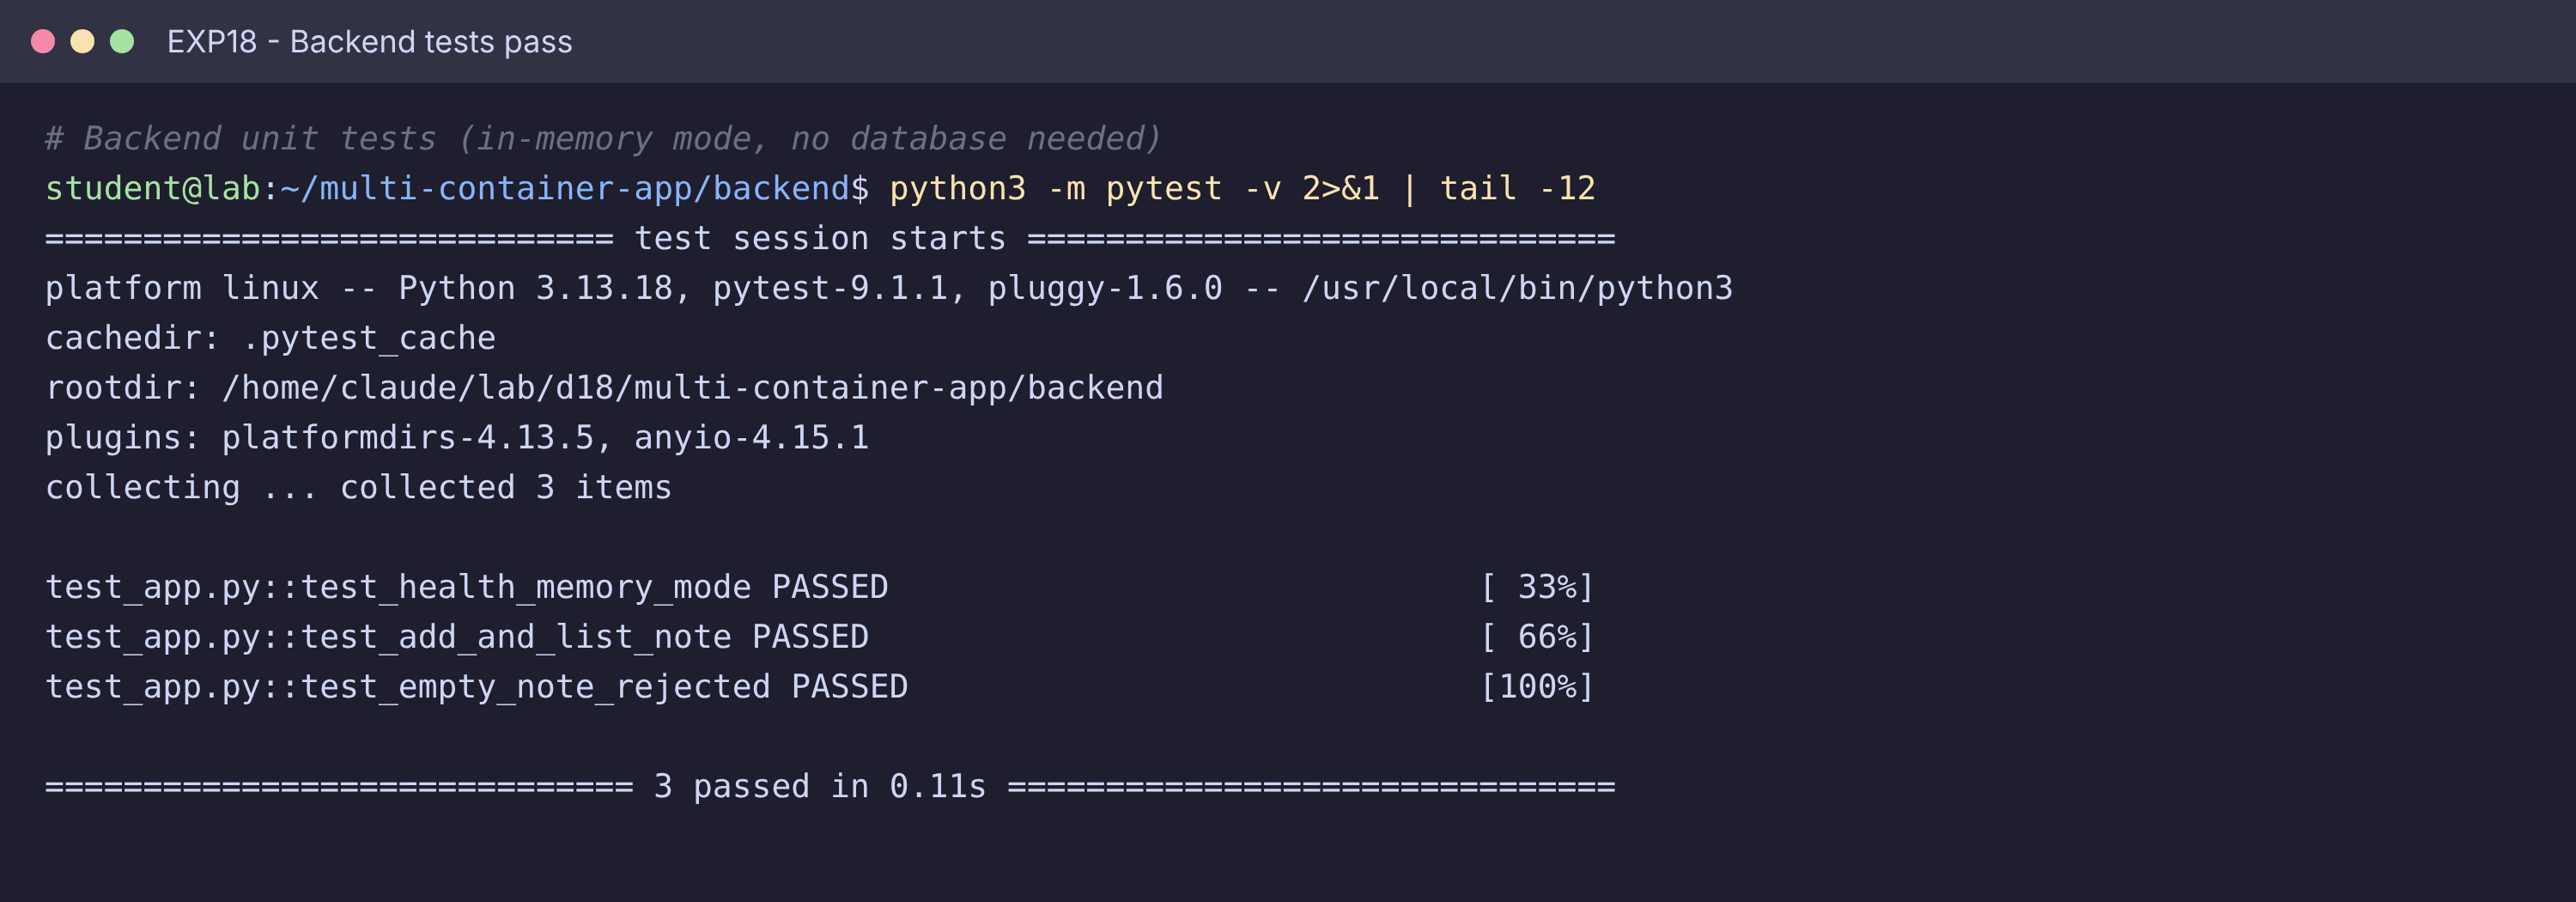 EXP18 - Backend tests pass
# Backend unit tests (in-memory mode, no database needed)
student@lab:~/multi-container-app/backend$ python3 -m pytest -v 2>&1 | tail -12
============================= test session starts ==============================
platform linux -- Python 3.13.18, pytest-9.1.1, pluggy-1.6.0 -- /usr/local/bin/python3
cachedir: .pytest_cache
rootdir: /home/claude/lab/d18/multi-container-app/backend
plugins: platformdirs-4.13.5, anyio-4.15.1
collecting ... collected 3 items
test_app.py::test_health_memory_mode PASSED                              [ 33%]
test_app.py::test_add_and_list_note PASSED                               [ 66%]
test_app.py::test_empty_note_rejected PASSED                             [100%]
============================== 3 passed in 0.11s ===============================